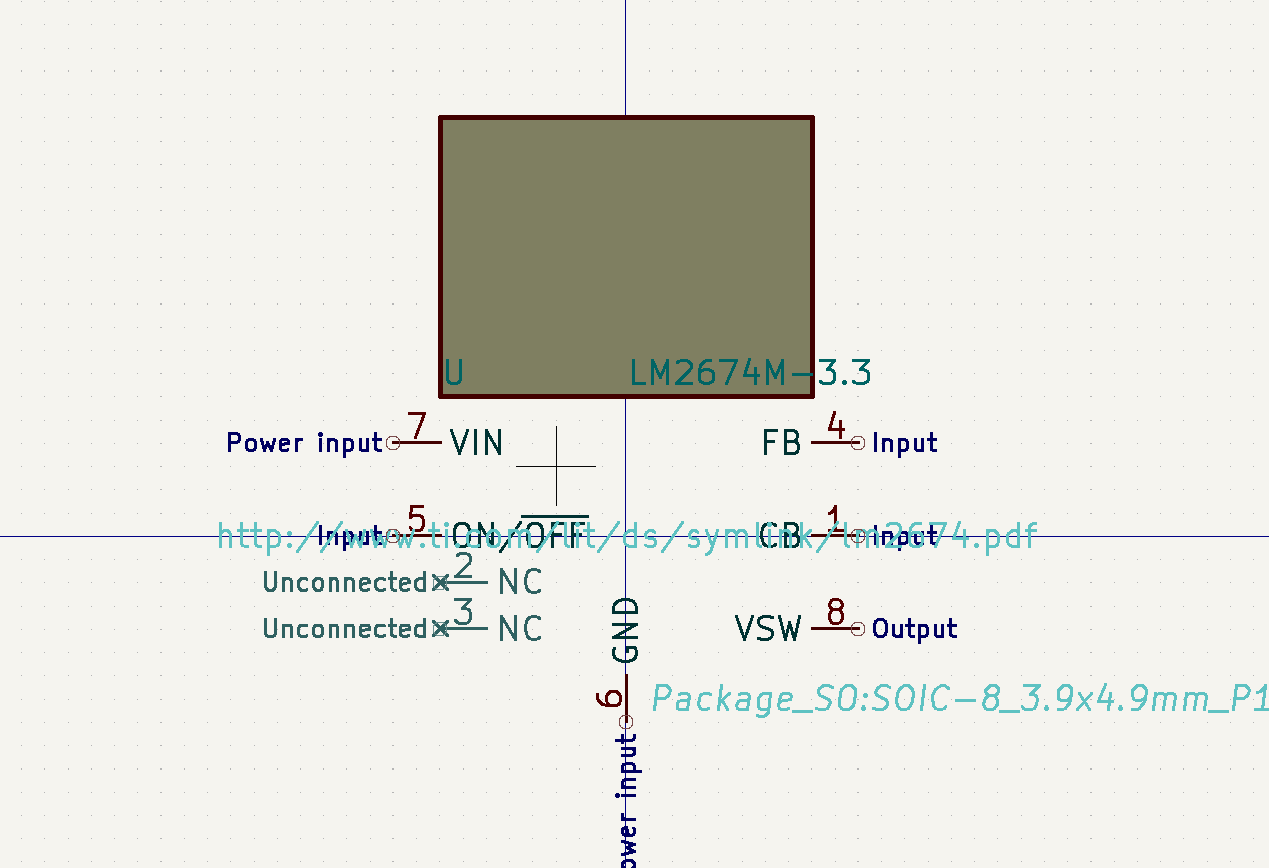 U
LM2674M-3.3
Power input 7 VIN
FB 4 Input
Input 5 ON/OFF
CB 1 Input
http://www.ti.com/lit/ds/symlink/lm2674.pdf
Unconnected 2 NC
Unconnected 3 NC
VSW 8 Output
GND
6
Package_SO:SOIC-8_3.9x4.9mm_P1
ower input